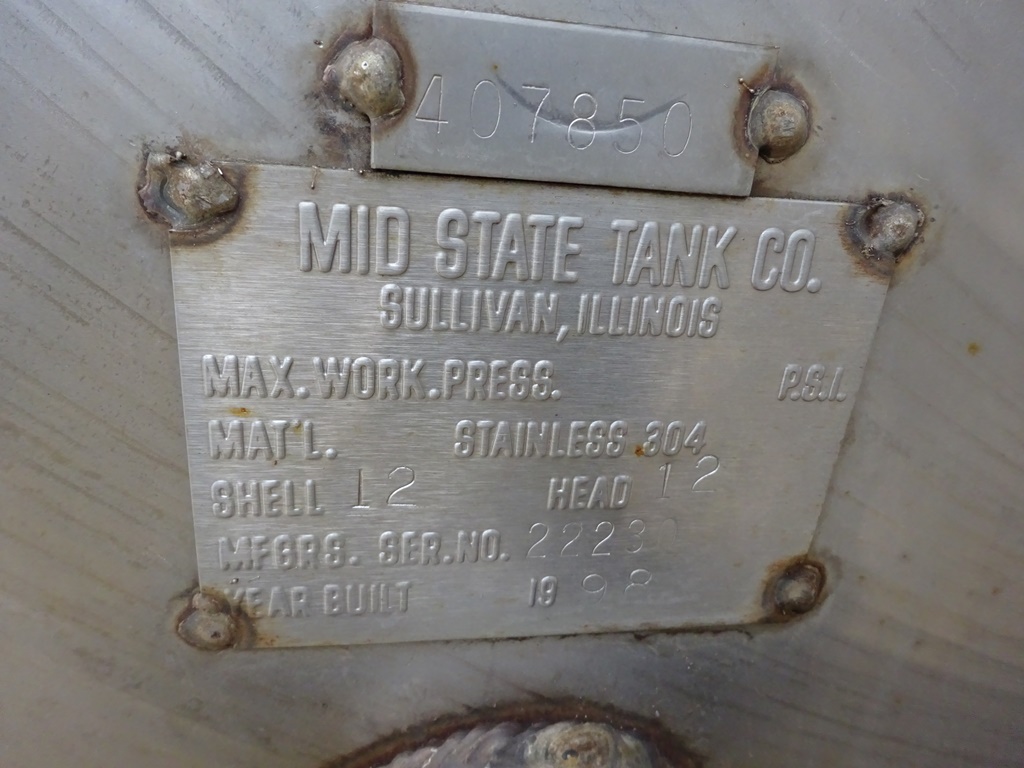 407850
MID STATE TANK CO.
SULLIVAN, ILLINOIS
MAX. WORK. PRESS. P.S.I.
MAT'L. STAINLESS 304
SHELL 12 HEAD 12
MFGRS. SER. NO.
YEAR BUILT 1998